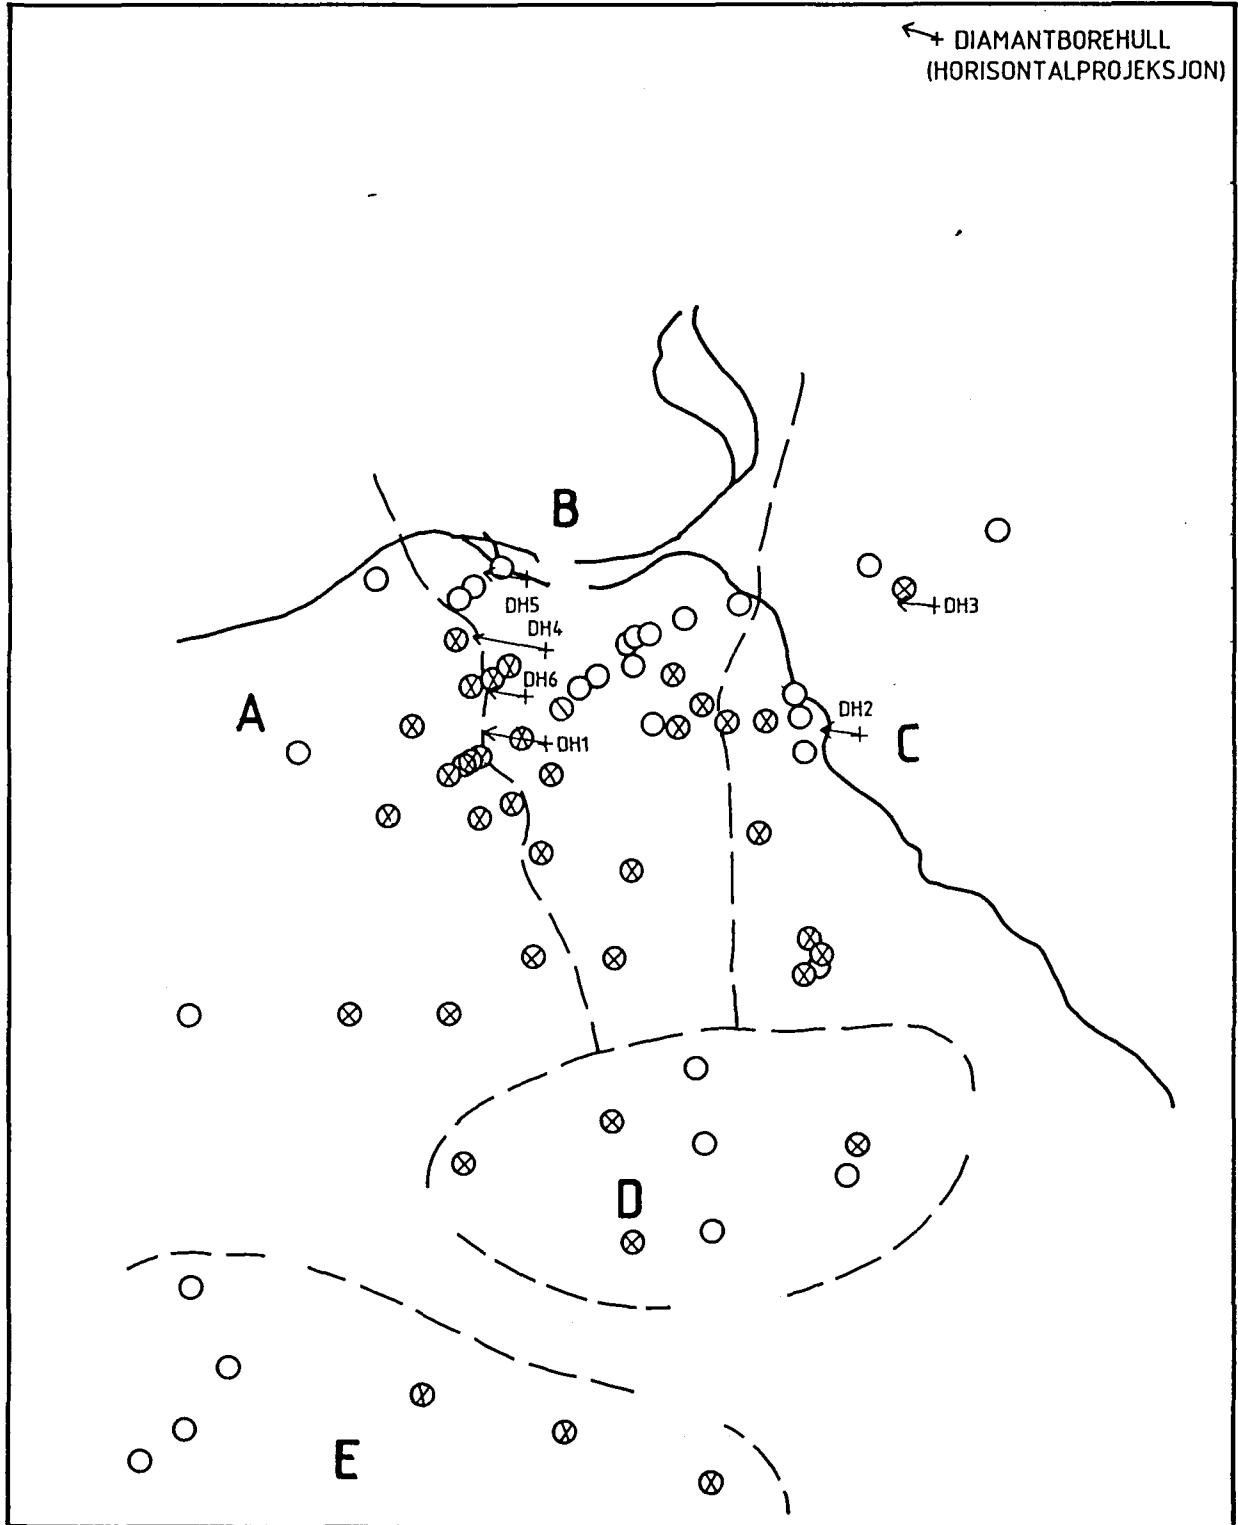 DIAMANTBOREHULL
(HORISONTALPROJEKSJON)
B
DH5
DH3
DH4
DH6
A
DH2
DH1
C
D
E